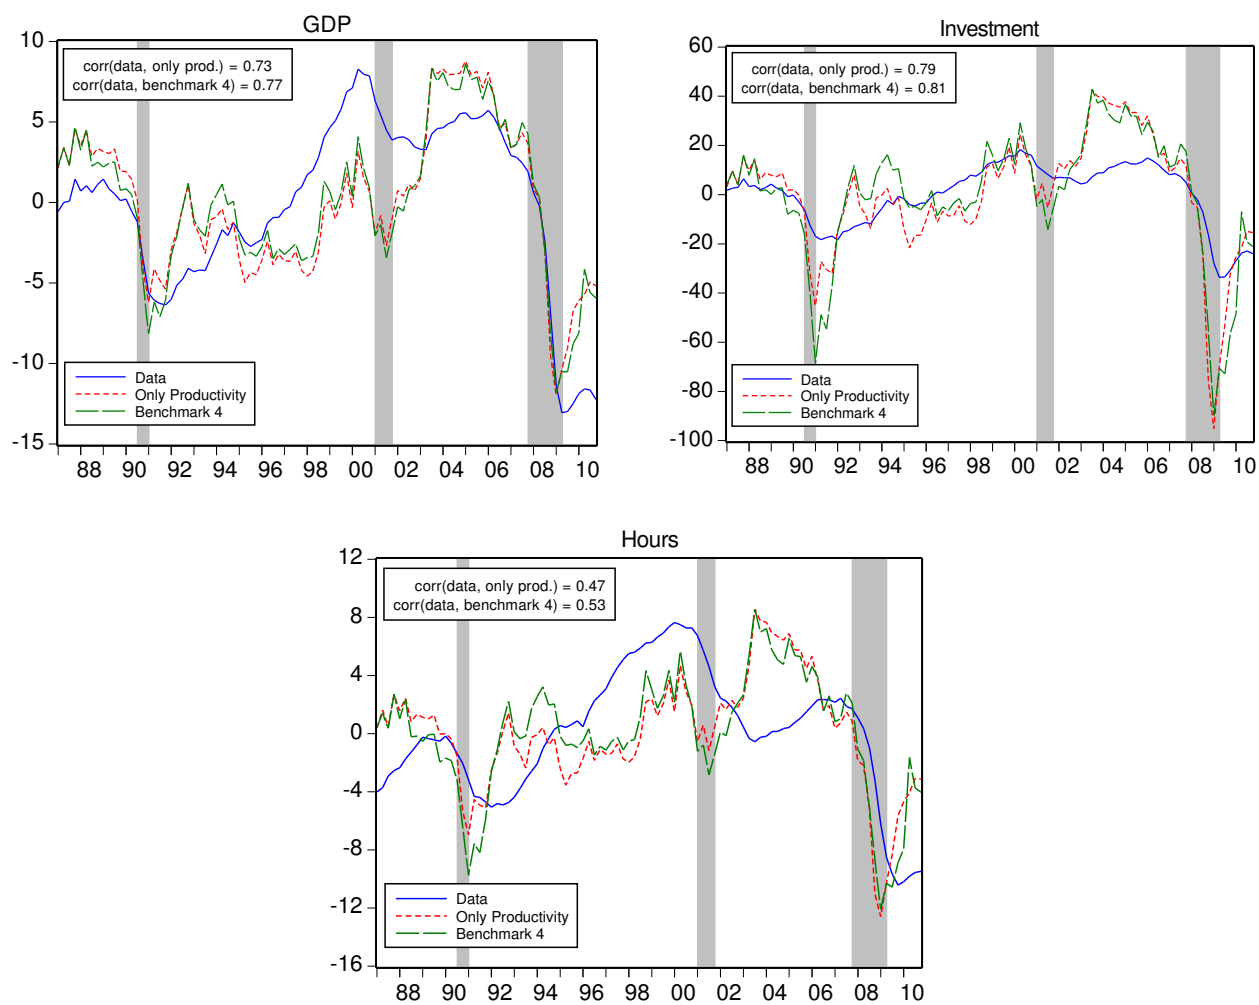 GDP
10
5
0
-5
-10
-15
corr(data, only prod.) = 0.73
corr(data, benchmark 4) = 0.77
Data
Only Productivity
Benchmark 4
88 90 92 94 96 98 00 02 04 06 08 10
Investment
60
40
20
0
-20
-40
-60
-80
-100
corr(data, only prod.) = 0.79
corr(data, benchmark 4) = 0.81
Data
Only Productivity
Benchmark 4
88 90 92 94 96 98 00 02 04 06 08 10
Hours
12
8
4
0
-4
-8
-12
-16
corr(data, only prod.) = 0.47
corr(data, benchmark 4) = 0.53
Data
Only Productivity
Benchmark 4
88 90 92 94 96 98 00 02 04 06 08 10